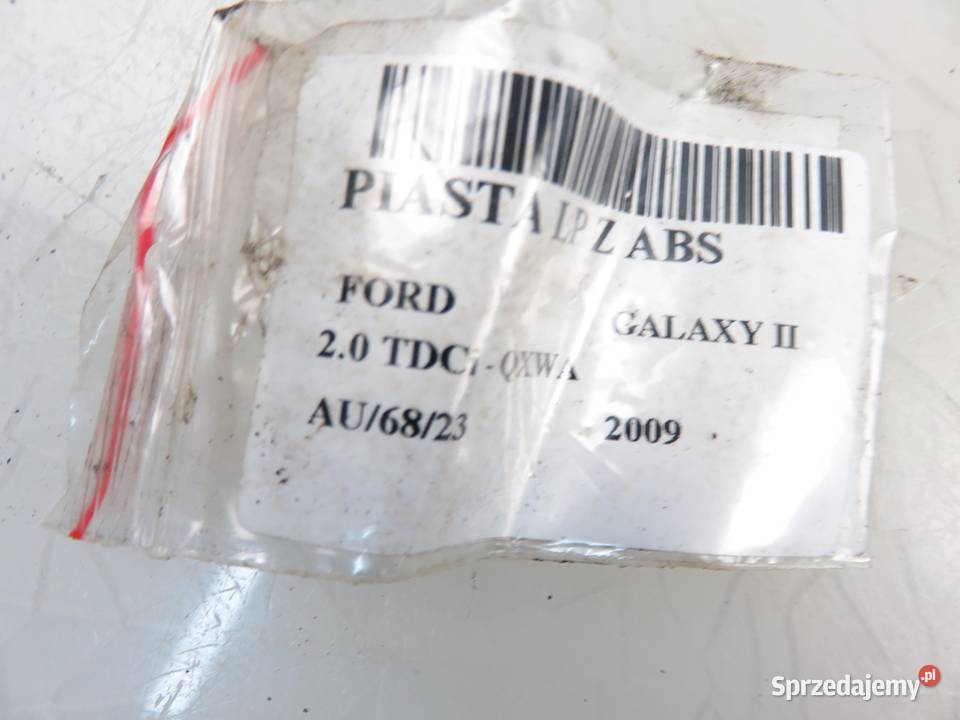 PIASTA LP Z ABS
FORD GALAXY II
2.0 TDCi - QXWA
AU/68/23 2009
Sprzedajemy.pl